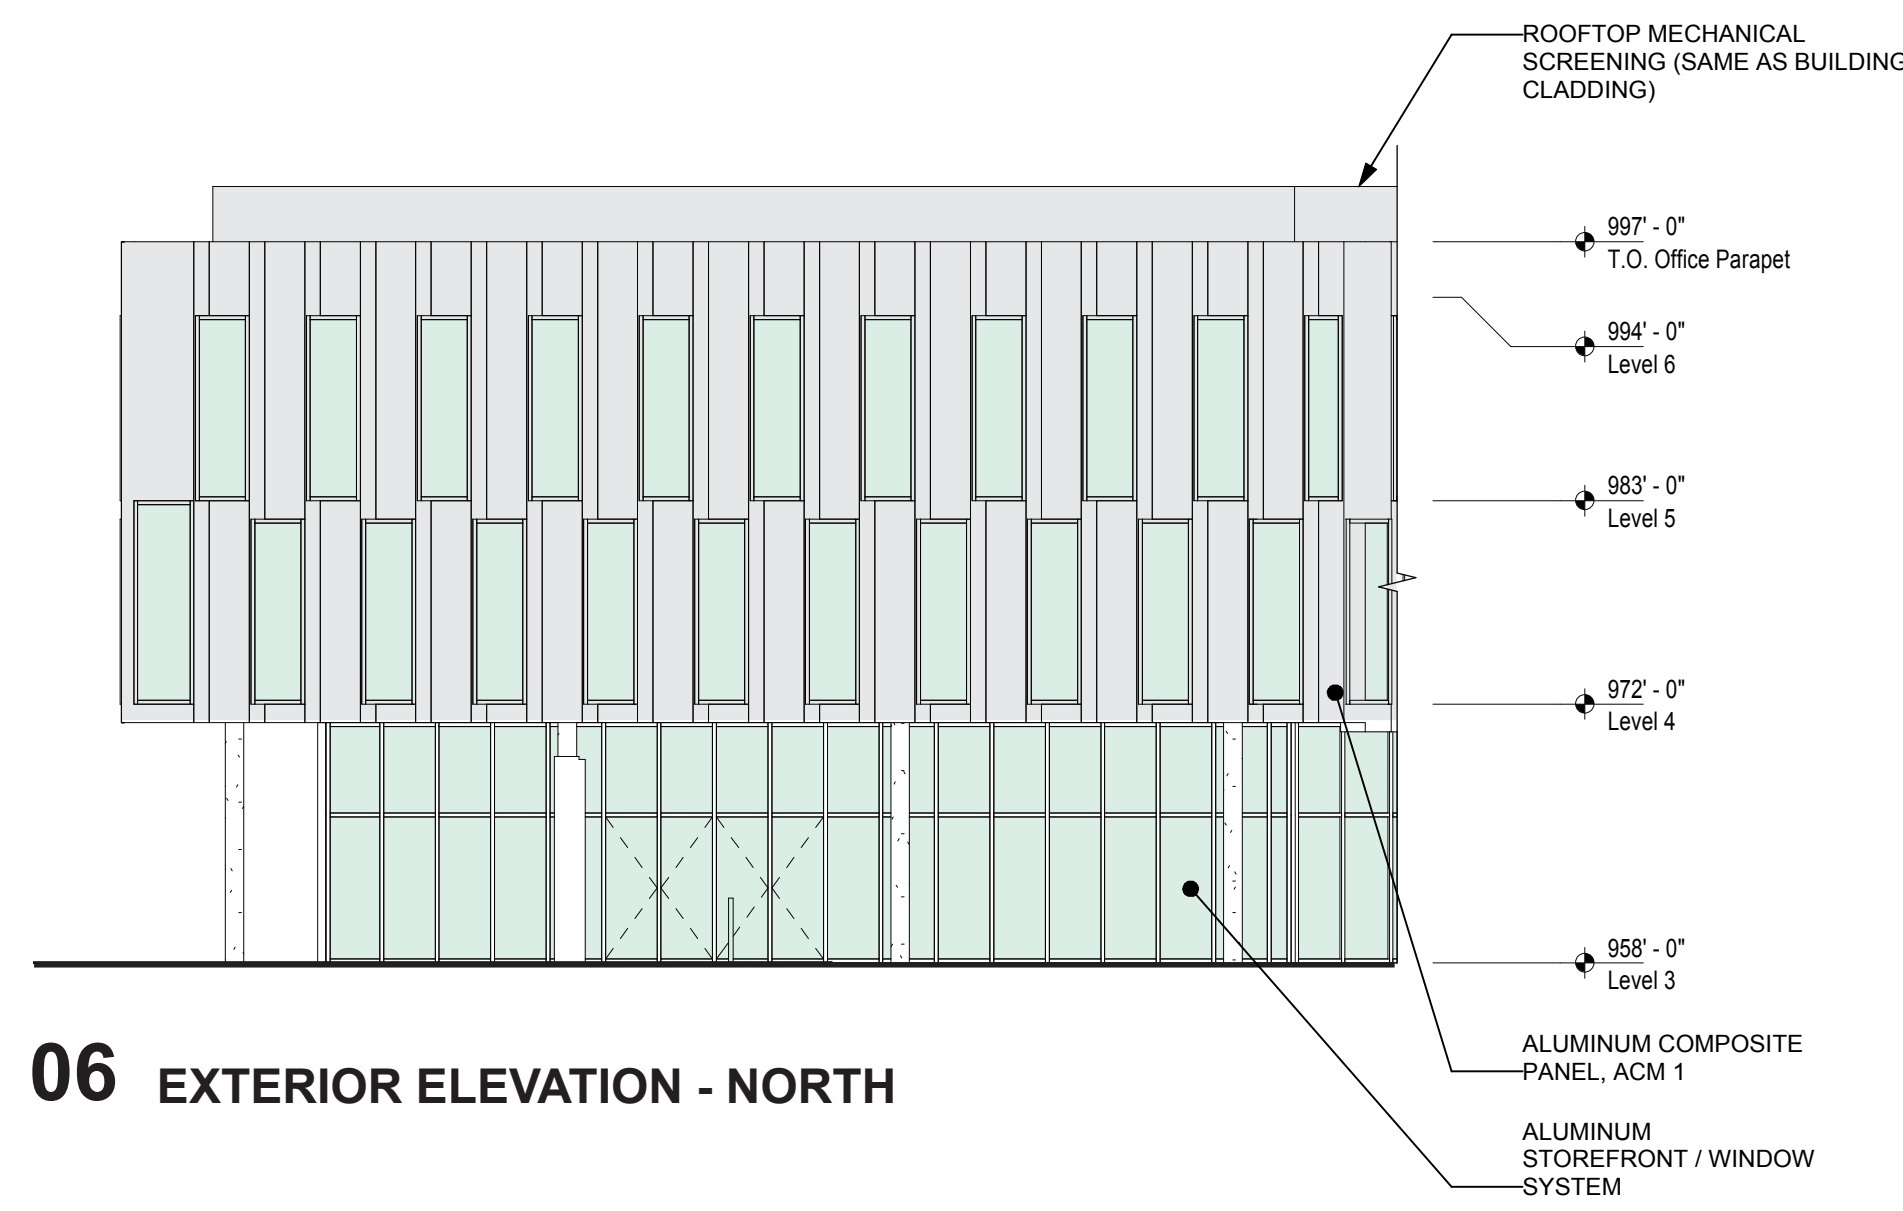 ROOFTOP MECHANICAL
SCREENING (SAME AS BUILDING
CLADDING)
997' - 0"
T.O. Office Parapet
994' - 0"
Level 6
983' - 0"
Level 5
972' - 0"
Level 4
958' - 0"
Level 3
ALUMINUM COMPOSITE
PANEL, ACM 1
06 EXTERIOR ELEVATION - NORTH
ALUMINUM
STOREFRONT / WINDOW
SYSTEM